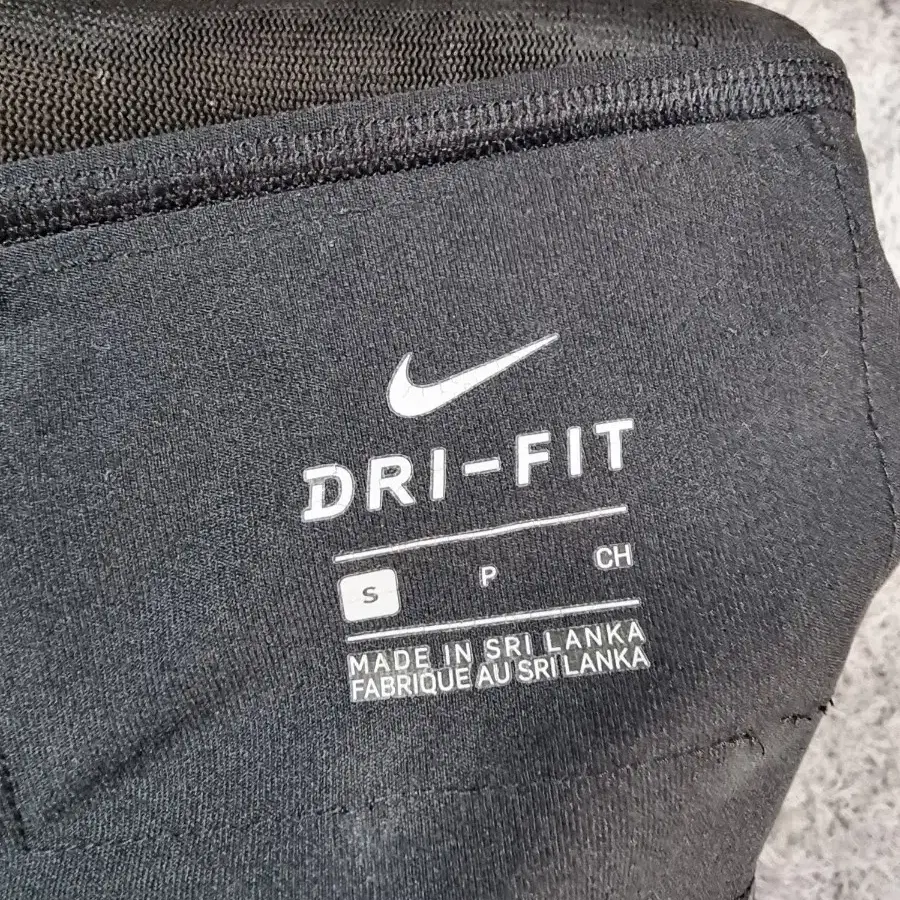 DRI-FIT
S P CH
MADE IN SRI LANKA
FABRIQUE AU SRI LANKA